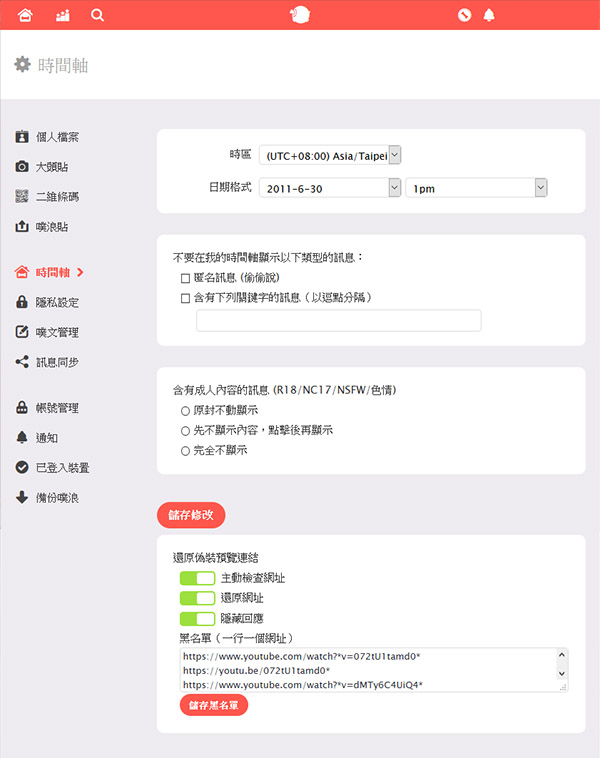 時間軸
個人檔案
大頭貼
二維條碼
噗浪貼
時間軸
隱私設定
噗文管理
訊息同步
帳號管理
通知
已登入裝置
備份噗浪
時區 (UTC+08:00) Asia/Taipei
日期格式 2011-6-30 1pm
不要在我的時間軸顯示以下類型的訊息：
匿名訊息 (偷偷說)
含有下列關鍵字的訊息（以逗點分隔）
含有成人內容的訊息 (R18/NC17/NSFW/色情)
原封不動顯示
先不顯示內容，點擊後再顯示
完全不顯示
儲存修改
還原偽裝預覽連結
主動檢查網址
還原網址
隱藏回應
黑名單（一行一個網址）
https://www.youtube.com/watch?*v=072tU1tamd0*
https://youtu.be/072tU1tamd0*
https://www.youtube.com/watch?*v=dMTy6C4UiQ4*
儲存黑名單